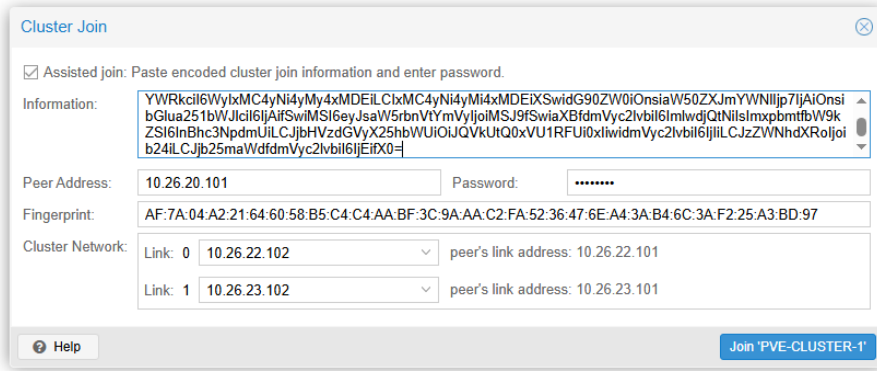 Cluster Join
Assisted join: Paste encoded cluster join information and enter password.
Information:
YWRkciI6WyIxMC4yNi4yMy4xMDEiLCIxMC4yNi4yMi4xMDEiXSwidG90ZW0iOnsiaW50ZXJmYWNlIjp7IjAiOnsi
bGlua251bWJlciI6IjAifSwiMSI6eyJsaW5rbnVtYmVyIjoiMSJ9fSwiaXBfdmVyc2lvbiI6ImlwdjQtNiIsImxpbmtfbW9k
ZSI6InBhc3NpdmUiLCJjbHVzdGVyX25hbWUiOiJQVkUtQ0xVU1RFUi0xIiwidmVyc2lvbiI6IjIiLCJzZWNhdXRoIjoi
b24iLCJjb25maWdfdmVyc2lvbiI6IjEifX0=
Peer Address: 10.26.20.101 Password: ••••••••
Fingerprint: AF:7A:04:A2:21:64:60:58:B5:C4:C4:AA:BF:3C:9A:AA:C2:FA:52:36:47:6E:A4:3A:B4:6C:3A:F2:25:A3:BD:97
Cluster Network: Link: 0 10.26.22.102 peer's link address: 10.26.22.101
Link: 1 10.26.23.102 peer's link address: 10.26.23.101
Help Join 'PVE-CLUSTER-1'